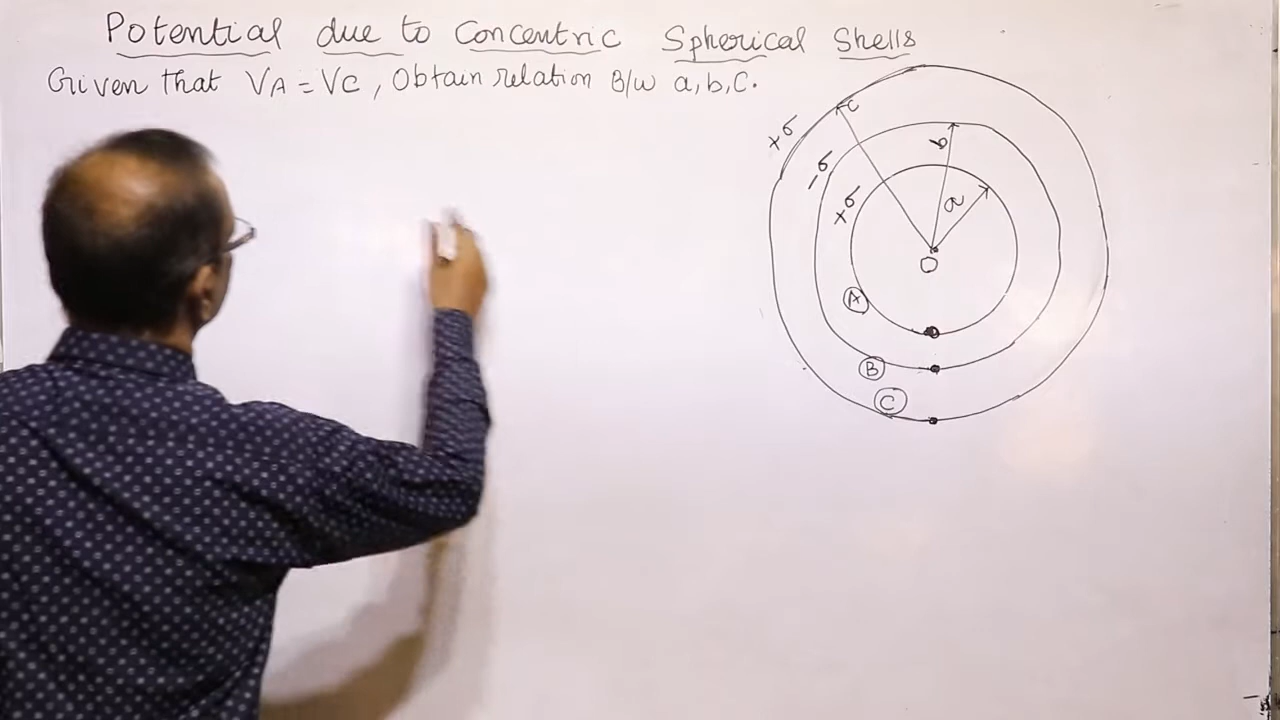 Potential due to Concentric Spherical Shells
Given that VA = VC, Obtain relation B/w a, b, C.
+σ
-σ
+σ
c
b
a
O
A
B
C